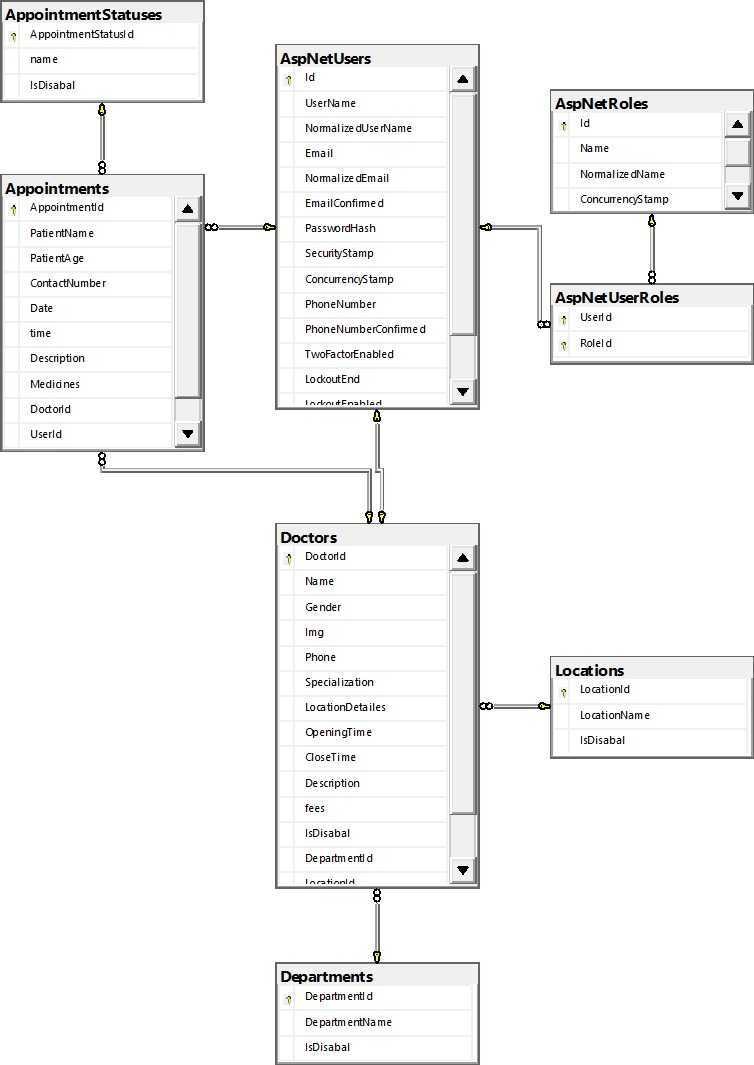 AppointmentStatuses
AppointmentStatusId
name
IsDisabal
AspNetUsers
Id
UserName
NormalizedUserName
Email
NormalizedEmail
EmailConfirmed
PasswordHash
SecurityStamp
ConcurrencyStamp
PhoneNumber
PhoneNumberConfirmed
TwoFactorEnabled
LockoutEnd
LockoutEnabled
AspNetRoles
Id
Name
NormalizedName
ConcurrencyStamp
Appointments
AppointmentId
PatientName
PatientAge
ContactNumber
Date
time
Description
Medicines
DoctorId
UserId
AspNetUserRoles
UserId
RoleId
Doctors
DoctorId
Name
Gender
Img
Phone
Specialization
LocationDetailes
OpeningTime
CloseTime
Description
fees
IsDisabal
DepartmentId
LocationId
Locations
LocationId
LocationName
IsDisabal
Departments
DepartmentId
DepartmentName
IsDisabal